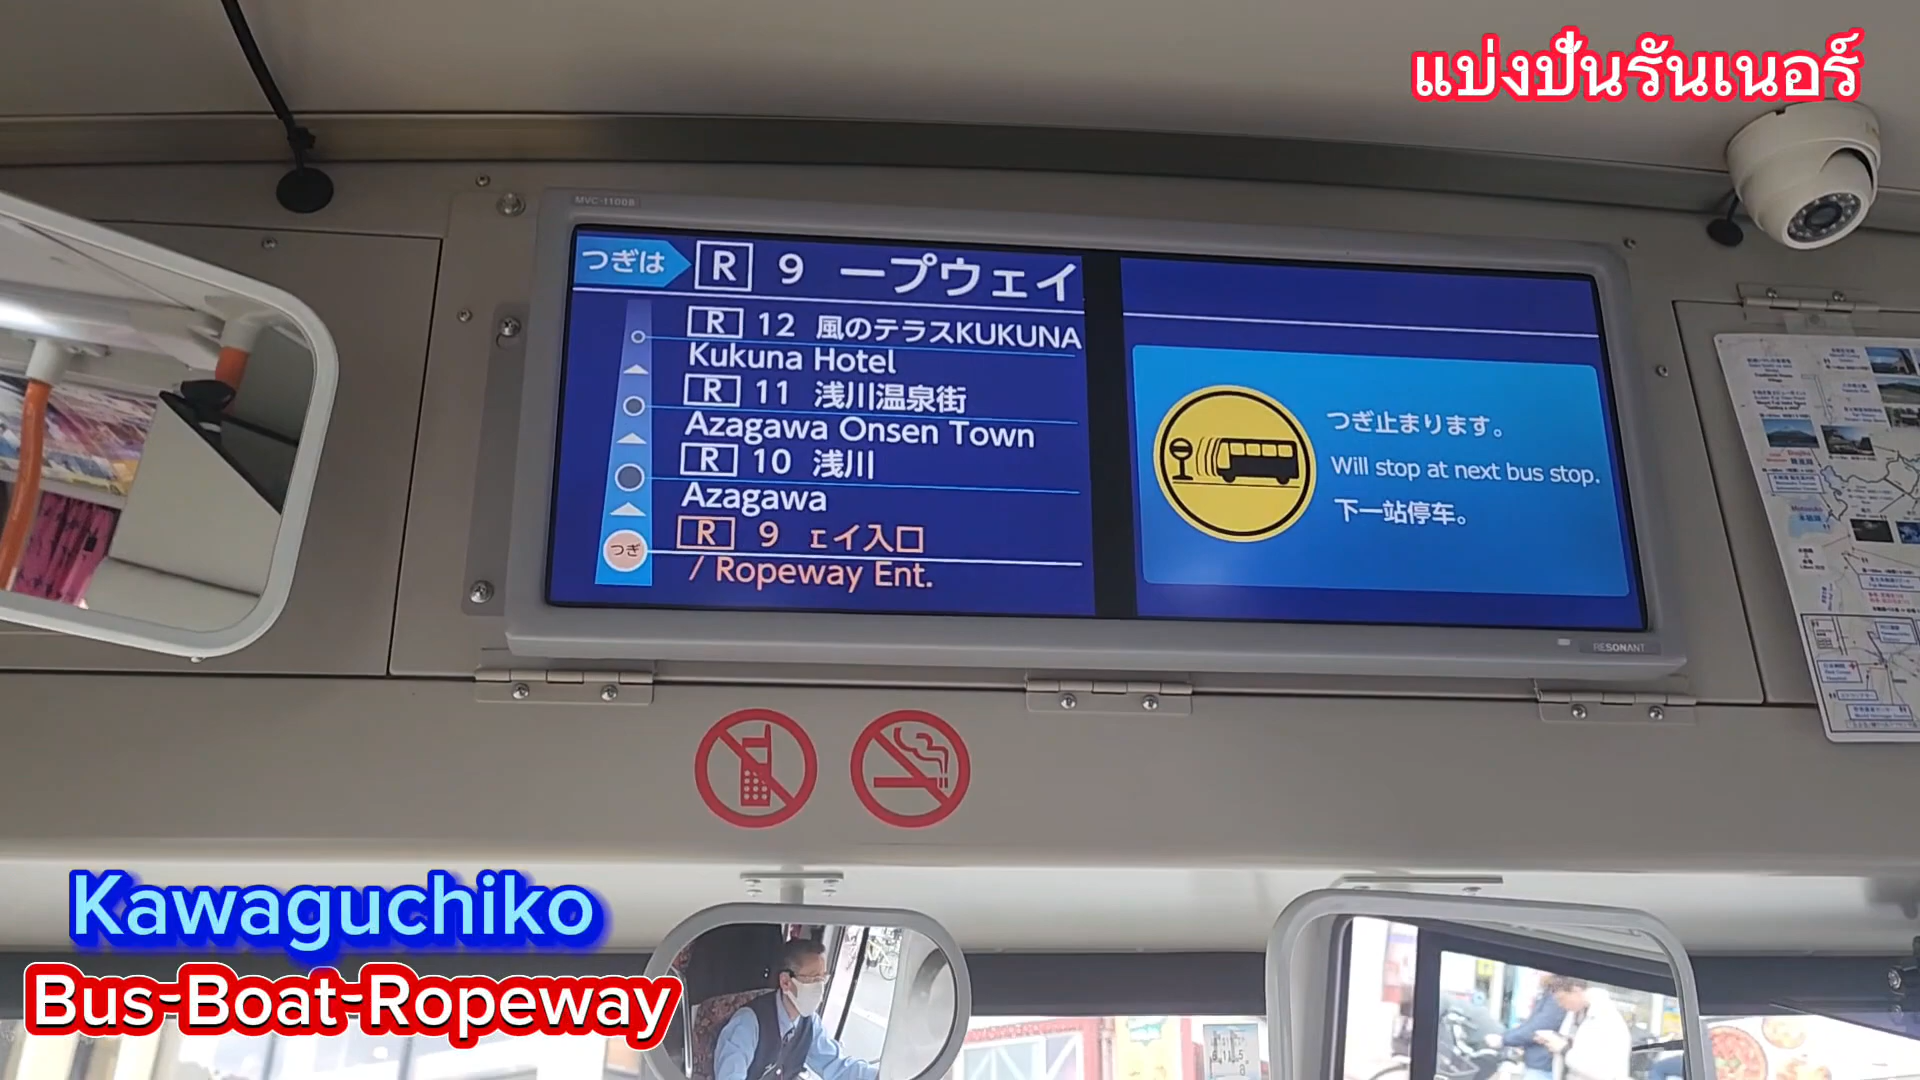 แบ่งปันรันเนอร์
MVC-1100B
つぎは R 9 ープウェイ
R 12 風のテラスKUKUNA
Kukuna Hotel
R 11 浅川温泉街
Azagawa Onsen Town
R 10 浅川
Azagawa
つぎ R 9 ェイ入口
/ Ropeway Ent.
つぎ止まります。
Will stop at next bus stop.
下一站停车。
RESONANT
Kawaguchiko
Bus-Boat-Ropeway